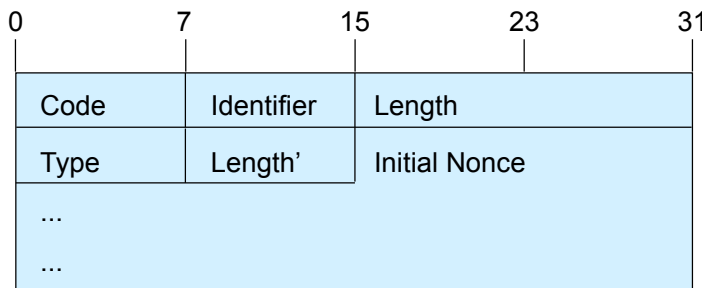 0 7 15 23 31
Code Identifier Length
Type Length’ Initial Nonce
...
...